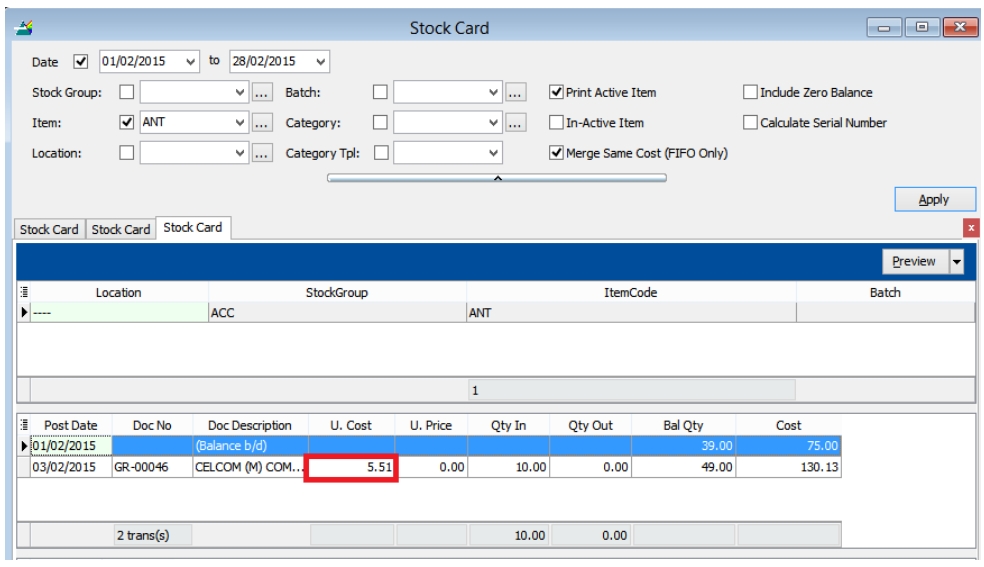 Stock Card
Date 01/02/2015 to 28/02/2015
Stock Group: ... Batch: ... Print Active Item Include Zero Balance
Item: ANT ... Category: ... In-Active Item Calculate Serial Number
Location: ... Category Tpl: Merge Same Cost (FIFO Only)
Apply
Stock Card Stock Card Stock Card x
Preview
Location StockGroup ItemCode Batch
---- ACC ANT
1
Post Date Doc No Doc Description U. Cost U. Price Qty In Qty Out Bal Qty Cost
01/02/2015 (Balance b/d) 39.00 75.00
03/02/2015 GR-00046 CELCOM (M) COM... 5.51 0.00 10.00 0.00 49.00 130.13
2 trans(s) 10.00 0.00